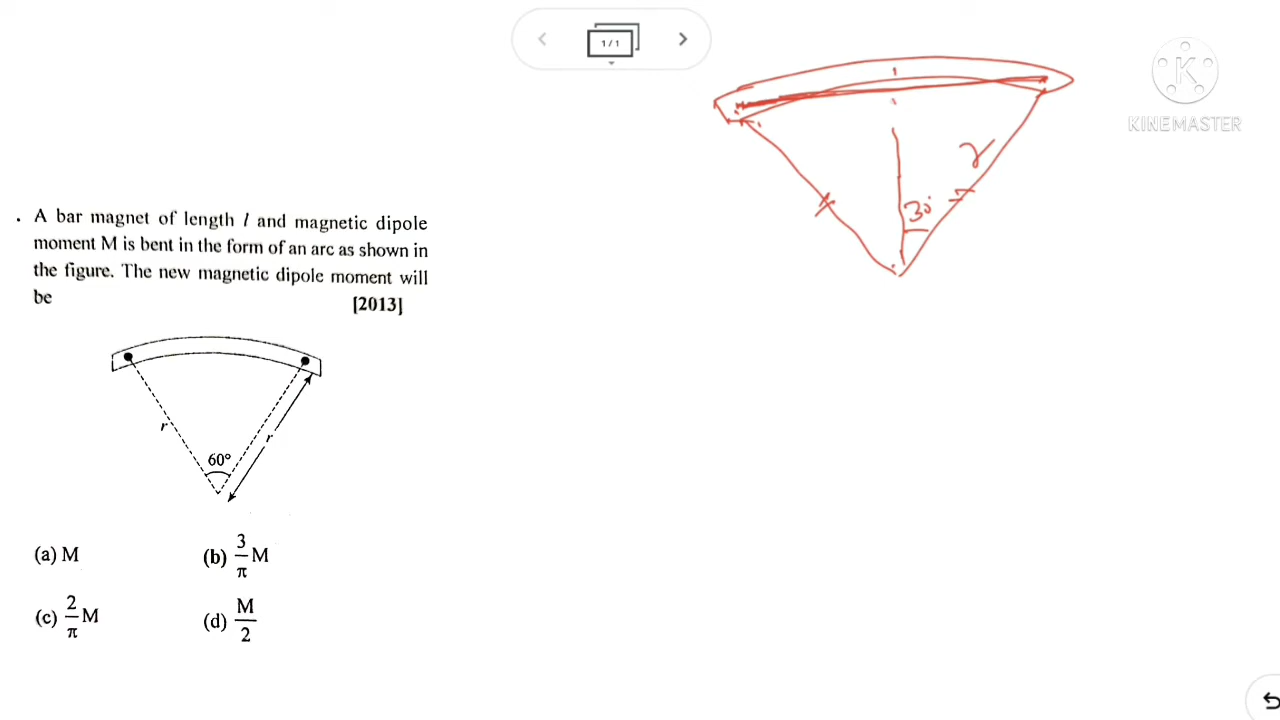 1 / 1
KINEMASTER
r
30°
. A bar magnet of length l and magnetic dipole
moment M is bent in the form of an arc as shown in
the figure. The new magnetic dipole moment will
be [2013]
r
r
60°
(a) M (b) 3/π M
(c) 2/π M (d) M/2